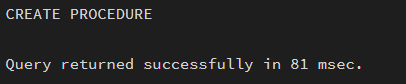 CREATE PROCEDURE
Query returned successfully in 81 msec.